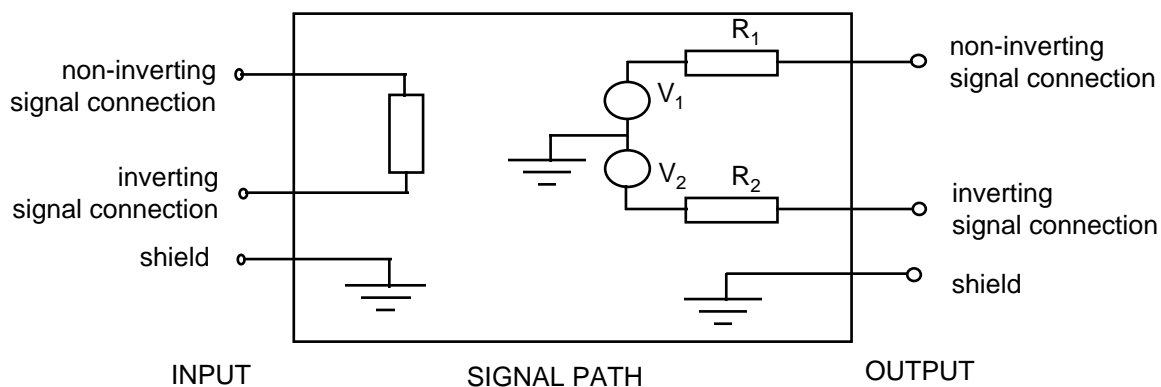 non-inverting
signal connection
inverting
signal connection
shield
R1
V1
V2
R2
non-inverting
signal connection
inverting
signal connection
shield
INPUT
SIGNAL PATH
OUTPUT